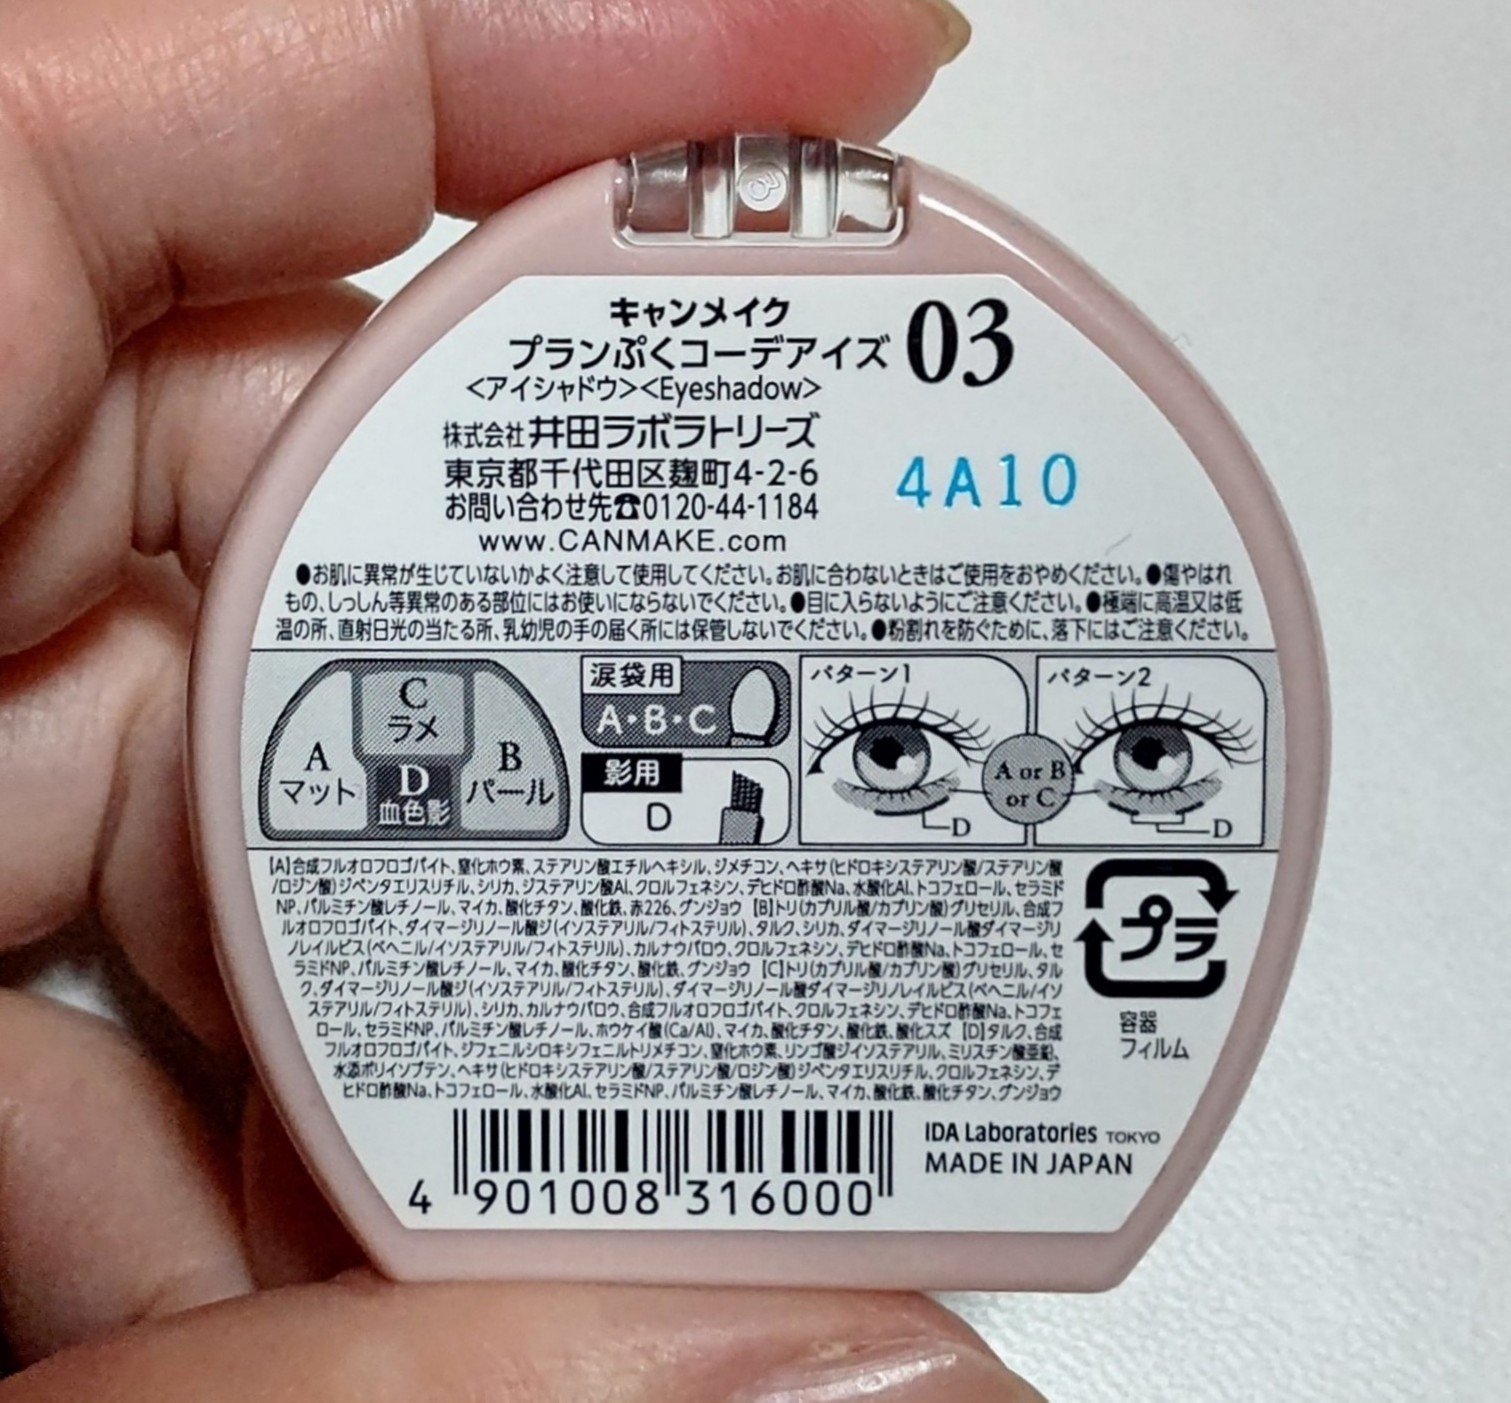 キャンメイク
プランぷくコーデアイズ 03
<アイシャドウ><Eyeshadow>
株式会社 井田ラボラトリーズ
東京都千代田区麹町4-2-6
お問い合わせ先☎0120-44-1184
www.CANMAKE.com
4A10
●お肌に異常が生じていないかよく注意して使用してください。お肌に合わないときはご使用をおやめください。●傷やはれ
もの、しっしん等異常のある部位にはお使いにならないでください。●目に入らないようにご注意ください。●極端に高温又は低
温の所、直射日光の当たる所、乳幼児の手の届く所には保管しないでください。●粉割れを防ぐために、落下にはご注意ください。
A
マット
C
ラメ
D
血色影
B
パール
涙袋用
A・B・C
影用
D
パターン1
D
A or B
or C
パターン2
D
【A】合成フルオロフロゴパイト、窒化ホウ素、ステアリン酸エチルヘキシル、ジメチコン、ヘキサ(ヒドロキシステアリン酸/ステアリン酸
/ロジン酸)ジペンタエリスリチル、シリカ、ジステアリン酸Al、クロルフェネシン、デヒドロ酢酸Na、水酸化Al、トコフェロール、セラミド
NP、パルミチン酸レチノール、マイカ、酸化チタン、酸化鉄、赤226、グンジョウ 【B】トリ(カプリル酸/カプリン酸)グリセリル、合成フ
ルオロフロゴパイト、ダイマージリノール酸ジ(イソステアリル/フィトステリル)、タルク、シリカ、ダイマージリノール酸ダイマージリ
ノレイルビス(ベヘニル/イソステアリル/フィトステリル)、カルナウバロウ、クロルフェネシン、デヒドロ酢酸Na、トコフェロール、セ
ラミドNP、パルミチン酸レチノール、マイカ、酸化チタン、酸化鉄、グンジョウ 【C】トリ(カプリル酸/カプリン酸)グリセリル、タル
ク、ダイマージリノール酸ジ(イソステアリル/フィトステリル)、ダイマージリノール酸ダイマージリノレイルビス(ベヘニル/イソ
ステアリル/フィトステリル)、シリカ、カルナウバロウ、合成フルオロフロゴパイト、クロルフェネシン、デヒドロ酢酸Na、トコフェ
ロール、セラミドNP、パルミチン酸レチノール、ホウケイ酸(Ca/Al)、マイカ、酸化チタン、酸化鉄、酸化スズ 【D】タルク、合成
フルオロフロゴパイト、ジフェニルシロキシフェニルトリメチコン、窒化ホウ素、リンゴ酸ジイソステアリル、ミリスチン酸亜鉛、
水添ポリイソブテン、ヘキサ(ヒドロキシステアリン酸/ステアリン酸/ロジン酸)ジペンタエリスリチル、クロルフェネシン、デ
ヒドロ酢酸Na、トコフェロール、水酸化Al、セラミドNP、パルミチン酸レチノール、マイカ、酸化鉄、酸化チタン、グンジョウ
プラ
容器
フィルム
4 901008 316000
IDA Laboratories TOKYO
MADE IN JAPAN